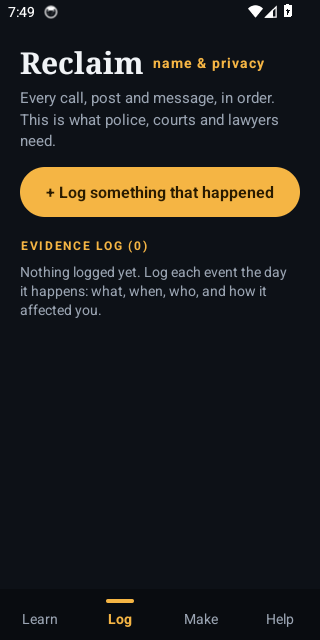 7:49
Reclaim name & privacy
Every call, post and message, in order.
This is what police, courts and lawyers
need.
+ Log something that happened
EVIDENCE LOG (0)
Nothing logged yet. Log each event the day
it happens: what, when, who, and how it
affected you.
Learn Log Make Help